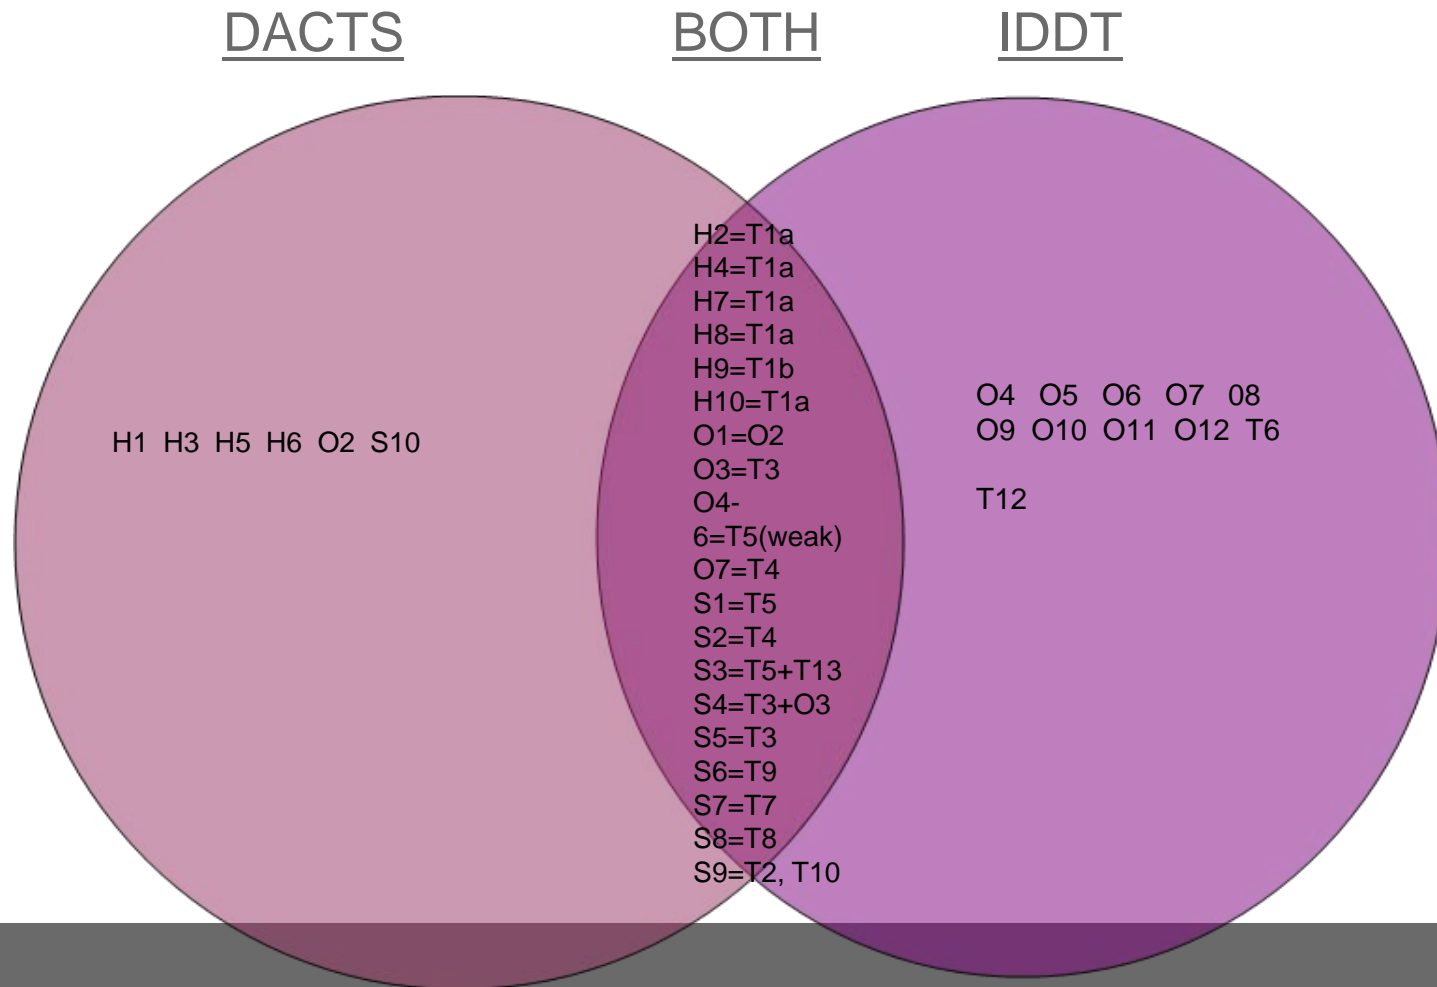 DACTS
BOTH
IDDT
H1 H3 H5 H6 O2 S10
H2=T1a
H4=T1a
H7=T1a
H8=T1a
H9=T1b
H10=T1a
O1=O2
O3=T3
O4-
6=T5(weak)
O7=T4
S1=T5
S2=T4
S3=T5+T13
S4=T3+O3
S5=T3
S6=T9
S7=T7
S8=T8
S9=T2, T10
O4 O5 O6 O7 08
O9 O10 O11 O12 T6
T12